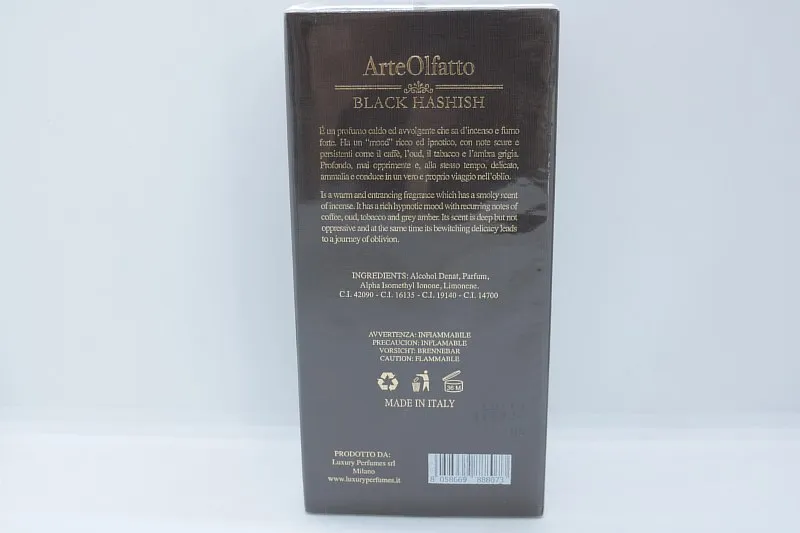 ArteOlfatto
BLACK HASHISH
È un profumo caldo ed avvolgente che sa d'incenso e fumo
forte. Ha un "mood" ricco ed ipnotico, con note scure e
persistenti come il caffè, l'oud, il tabacco e l'ambra grigia.
Profondo, mai opprimente e, alla stesso tempo, delicato,
ammalia e conduce in un vero e proprio viaggio nell'oblio.
Is a warm and entrancing fragrance which has a smoky scent
of incense. It has a rich hypnotic mood with recurring notes of
coffee, oud, tobacco and grey amber. Its scent is deep but not
oppressive and at the same time its bewitching delicacy leads
to a journey of oblivion.
INGREDIENTS: Alcohol Denat, Parfum,
Alpha Isomethyl Ionone, Limonene.
C.I. 42090 - C.I. 16135 - C.I. 19140 - C.I. 14700
AVVERTENZA: INFIAMMABILE
PRECAUCION: INFLAMABLE
VORSICHT: BRENNEBAR
CAUTION: FLAMMABLE
36 M
MADE IN ITALY
PRODOTTO DA:
Luxury Perfumes srl
Milano
www.luxuryperfumes.it
8 058669 888073